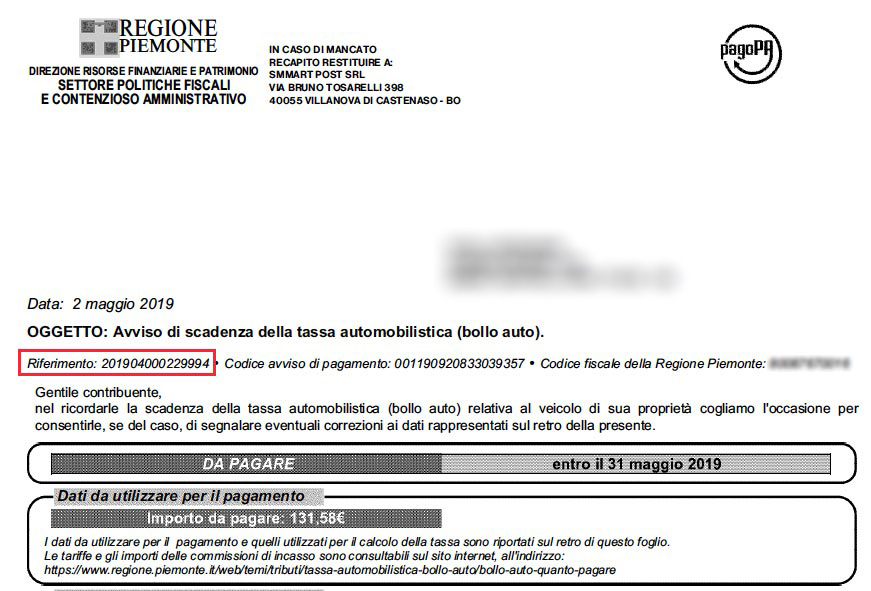 REGIONE
PIEMONTE
DIREZIONE RISORSE FINANZIARIE E PATRIMONIO
SETTORE POLITICHE FISCALI
E CONTENZIOSO AMMINISTRATIVO
IN CASO DI MANCATO
RECAPITO RESTITUIRE A:
SMMART POST SRL
VIA BRUNO TOSARELLI 398
40055 VILLANOVA DI CASTENASO - BO
pagoPA
Data: 2 maggio 2019
OGGETTO: Avviso di scadenza della tassa automobilistica (bollo auto).
Riferimento: 201904000229994 • Codice avviso di pagamento: 001190920833039357 • Codice fiscale della Regione Piemonte:
Gentile contribuente,
nel ricordarle la scadenza della tassa automobilistica (bollo auto) relativa al veicolo di sua proprietà cogliamo l'occasione per
consentirle, se del caso, di segnalare eventuali correzioni ai dati rappresentati sul retro della presente.
DA PAGARE entro il 31 maggio 2019
Dati da utilizzare per il pagamento
Importo da pagare: 131,58€
I dati da utilizzare per il pagamento e quelli utilizzati per il calcolo della tassa sono riportati sul retro di questo foglio.
Le tariffe e gli importi delle commissioni di incasso sono consultabili sul sito internet, all'indirizzo:
https://www.regione.piemonte.it/web/temi/tributi/tassa-automobilistica-bollo-auto/bollo-auto-quanto-pagare